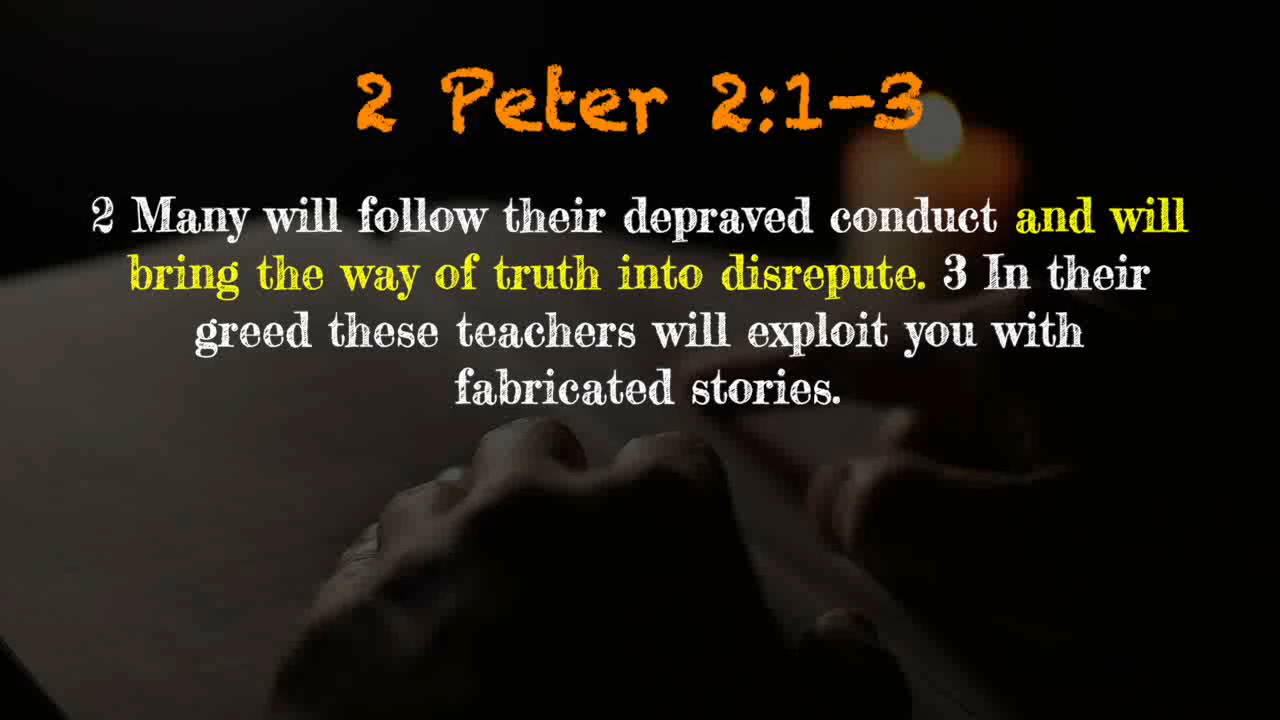 2 Peter 2:1-3
2 Many will follow their depraved conduct and will
bring the way of truth into disrepute. 3 In their
greed these teachers will exploit you with
fabricated stories.